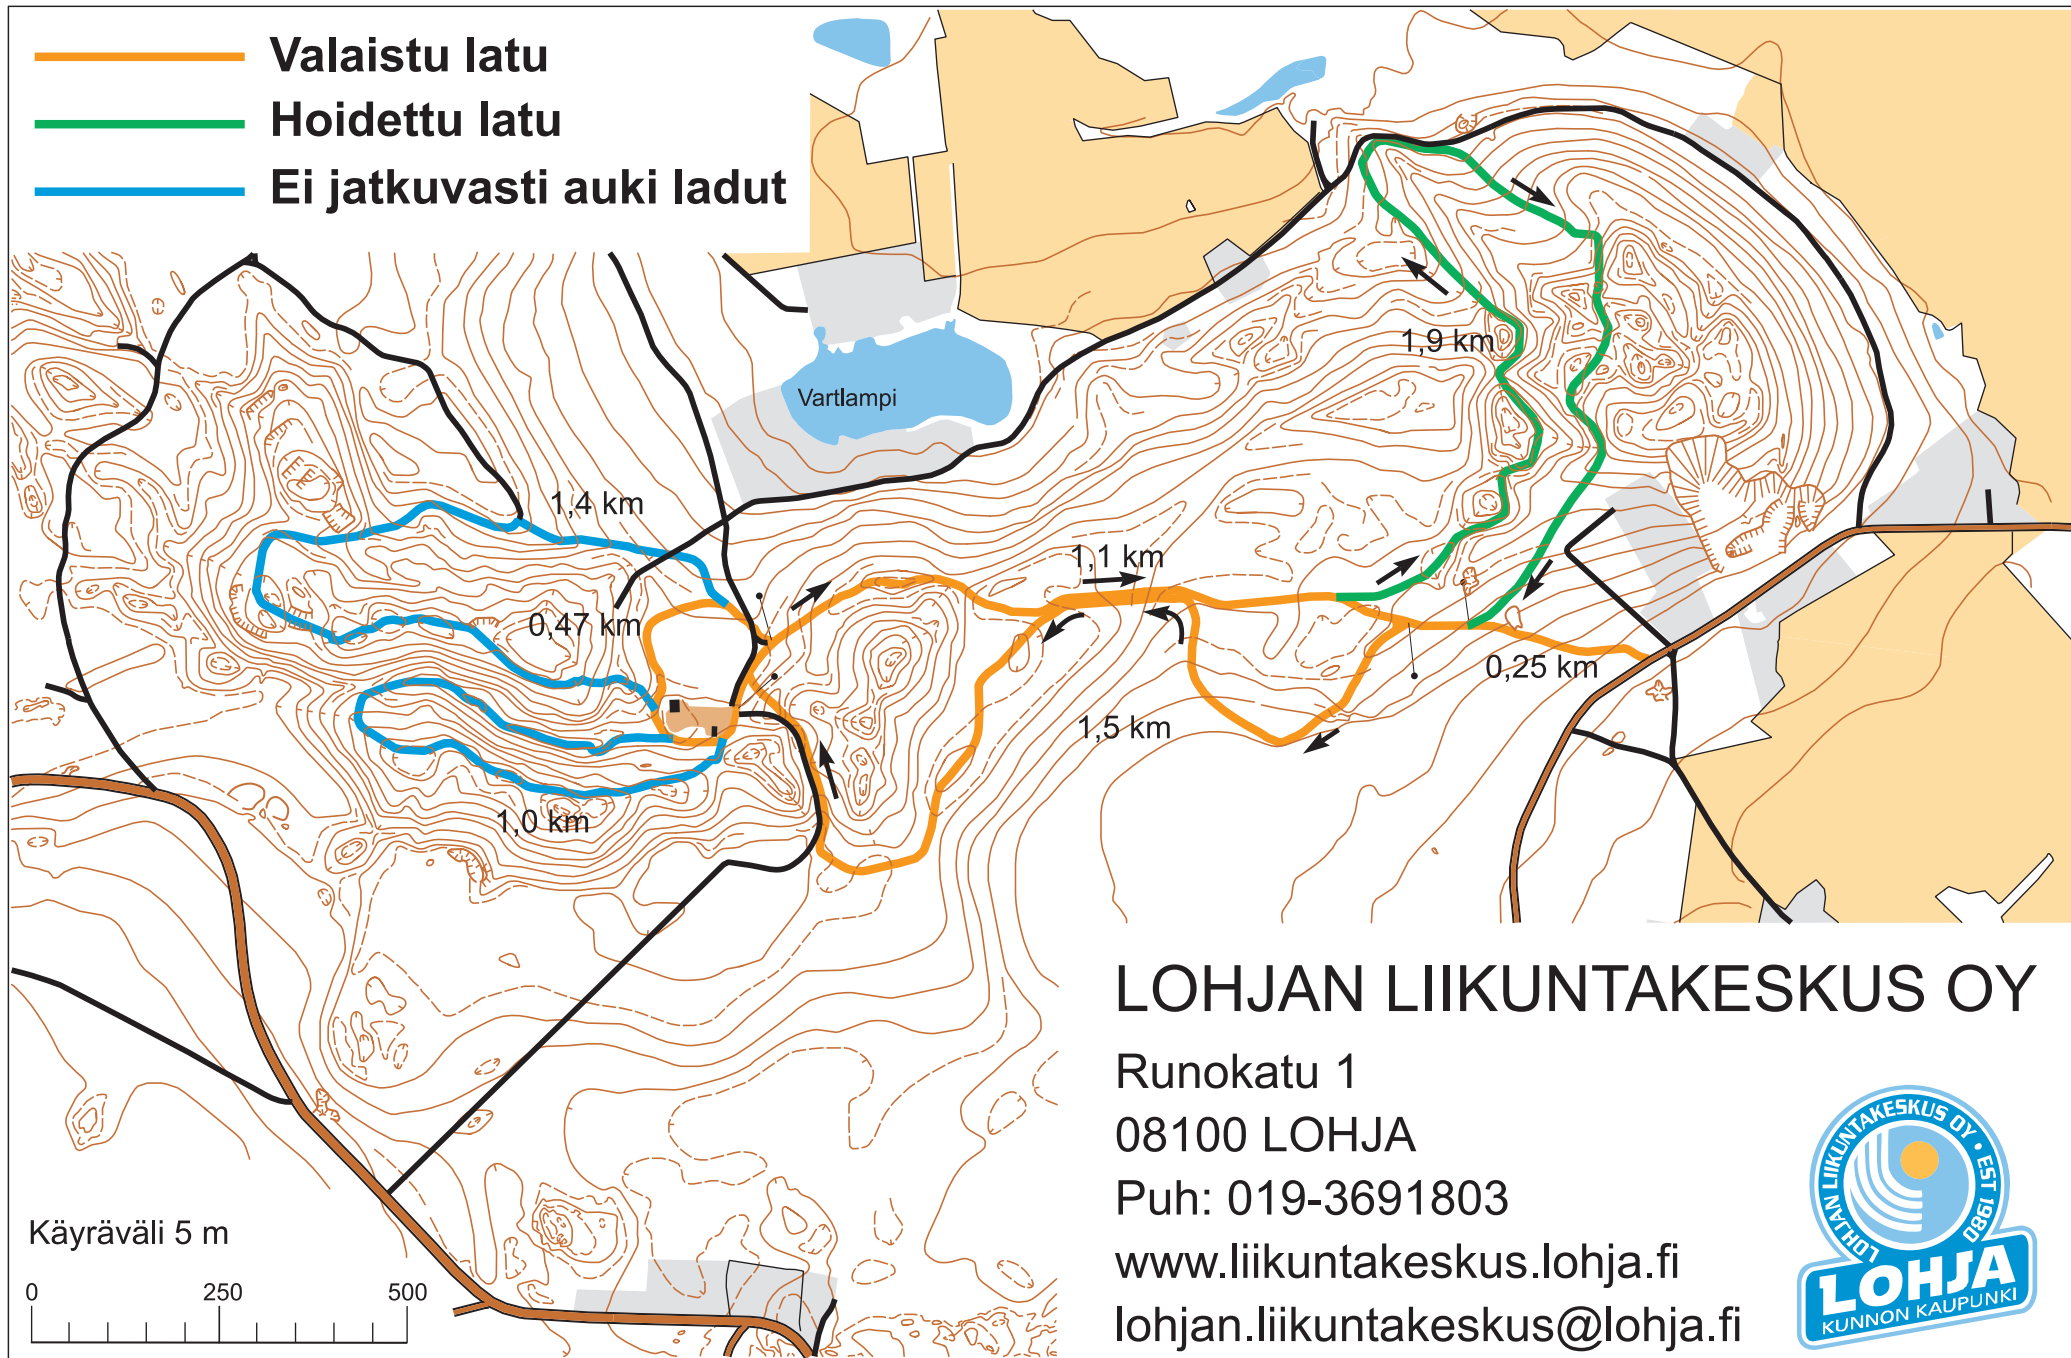 Valaistu latu
Hoidettu latu
Ei jatkuvasti auki ladut
Vartlampi
1,9 km
1,4 km
1,1 km
0,47 km
0,25 km
1,5 km
1,0 km
LOHJAN LIIKUNTAKESKUS OY
Runokatu 1
08100 LOHJA
Puh: 019-3691803
www.liikuntakeskus.lohja.fi
lohjan.liikuntakeskus@lohja.fi
Käyräväli 5 m
0 250 500
LOHJAN LIIKUNTAKESKUS OY • EST 1980
LOHJA
KUNNON KAUPUNKI